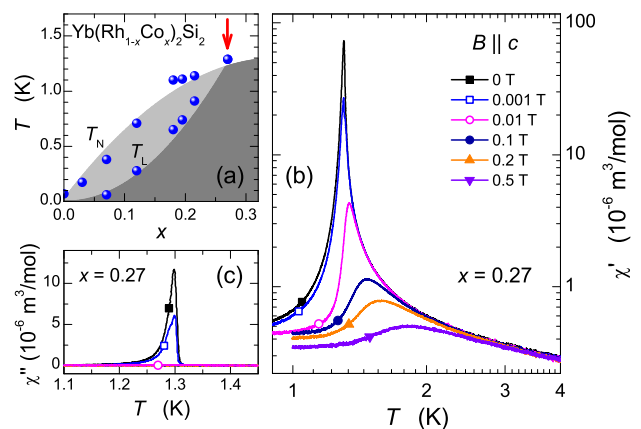 Yb(Rh1-xCox)2Si2
T (K)
1.5
1.0
0.5
0.0
TN
TL
(a)
0.0 0.1 0.2 0.3
x
χ'' (10-6 m3/mol)
10
5
0
x = 0.27
(c)
1.1 1.2 1.3 1.4
T (K)
B || c
0 T
0.001 T
0.01 T
0.1 T
0.2 T
0.5 T
(b)
x = 0.27
100
10
1
χ' (10-6 m3/mol)
1 2 3 4
T (K)